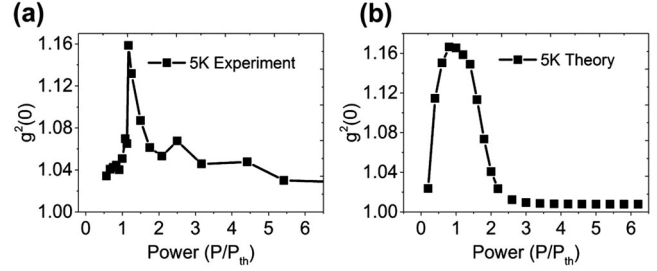 (a)
1.16
1.12
1.08
1.04
1.00
g²(0)
5K Experiment
0 1 2 3 4 5 6
Power (P/Pth)
(b)
1.16
1.12
1.08
1.04
1.00
g²(0)
5K Theory
0 1 2 3 4 5 6
Power (P/Pth)